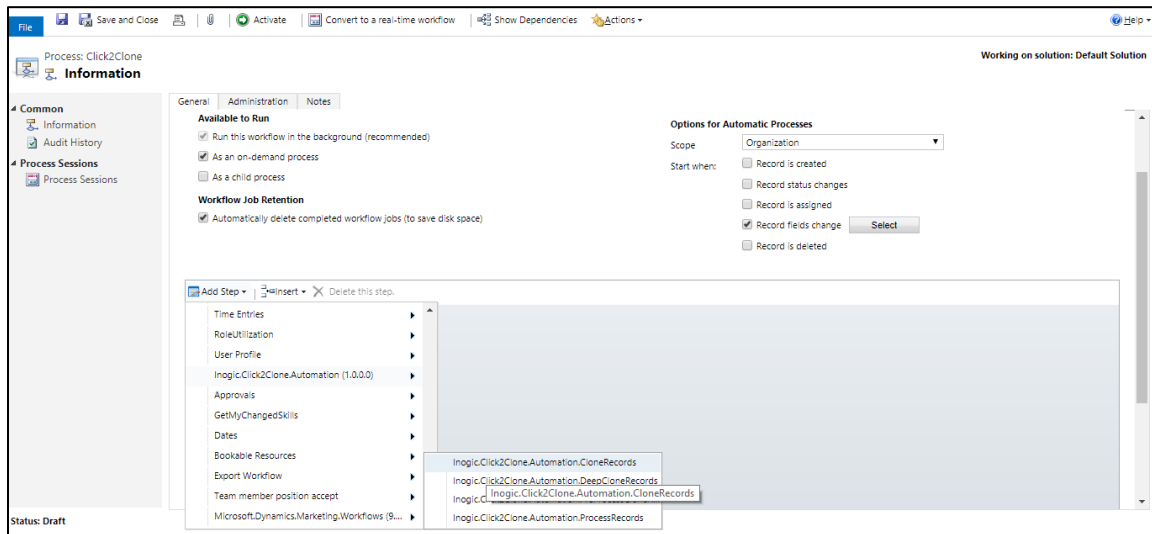 File
Save and Close
Activate
Convert to a real-time workflow
Show Dependencies
Actions
Help
Process: Click2Clone
Information
Working on solution: Default Solution
Common
Information
Audit History
Process Sessions
Process Sessions
General
Administration
Notes
Available to Run
Run this workflow in the background (recommended)
As an on-demand process
As a child process
Workflow Job Retention
Automatically delete completed workflow jobs (to save disk space)
Options for Automatic Processes
Scope
Organization
Start when:
Record is created
Record status changes
Record is assigned
Record fields change
Select
Record is deleted
Add Step
Insert
Delete this step.
Time Entries
RoleUtilization
User Profile
Inogic.Click2Clone.Automation (1.0.0.0)
Approvals
GetMyChangedSkills
Dates
Bookable Resources
Export Workflow
Team member position accept
Microsoft.Dynamics.Marketing.Workflows (9....
Inogic.Click2Clone.Automation.CloneRecords
Inogic.Click2Clone.Automation.DeepCloneRecords
Inogic.Click2Clone.Automation.CloneRecords
Inogic.Click2Clone.Automation.ProcessRecords
Status: Draft